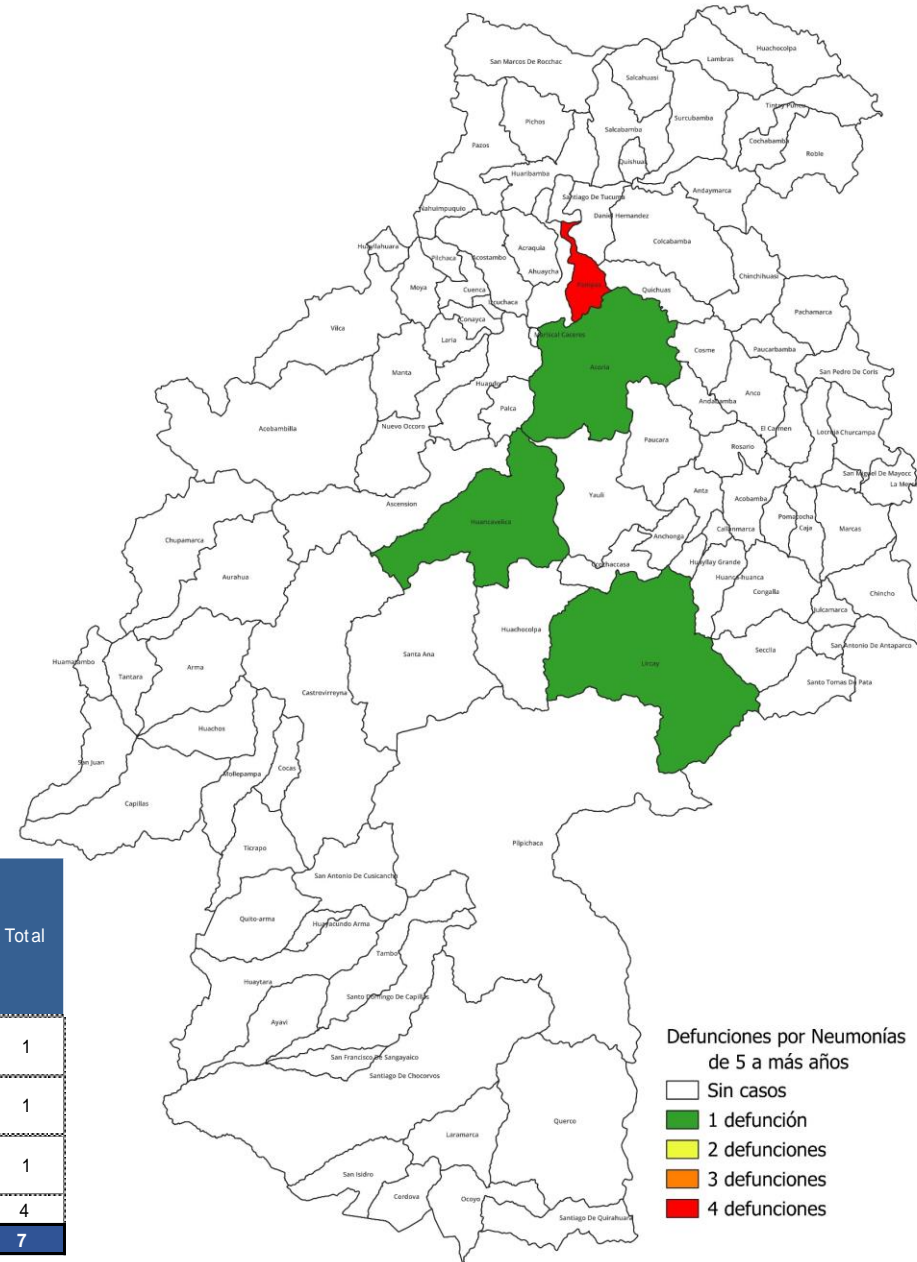 Huachocolpa
Lambras
San Marcos De Rocchac
Salcahuasi
Tintay Puncu
Pichos
Surcubamba
Salcabamba
Cochabamba
Pazos
Roble
Quishuar
Huaribamba
Andaymarca
Santiago De Tucuma
Ñahuimpuquio
Daniel Hernandez
Colcabamba
Huayllahuara
Acraquia
Pilchaca
Acostambo
Ahuaycha
Chinchihuasi
Moya
Cuenca
Pampas
Quichuas
Izcuchaca
Pachamarca
Vilca
Conayca
Mariscal Caceres
Laria
Cosme
Paucarbamba
Acoria
Manta
San Pedro De Coris
Huando
Anco
Andabamba
Palca
Acobambilla
Nuevo Occoro
El Carmen
Locroja
Churcampa
Paucara
Rosario
San Miguel De Mayocc
La Merced
Yauli
Anta
Acobamba
Ascension
Huancavelica
Pomacocha
Callanmarca
Caja
Marcas
Anchonga
Chupamarca
Ccochaccasa
Huayllay Grande
Aurahua
Huanca-huanca
Congalla
Chincho
Julcamarca
Huachocolpa
San Antonio De Antaparco
Santa Ana
Secclla
Huamatambo
Arma
Lircay
Tantara
Santo Tomas De Pata
Castrovirreyna
Huachos
San Juan
Cocas
Mollepampa
Capillas
Pilpichaca
Ticrapo
San Antonio De Cusicancha
Quito-arma
Huayacundo Arma
Tambo
Huaytara
Santo Domingo De Capillas
Ayavi
San Francisco De Sangayaico
Santiago De Chocorvos
Querco
Laramarca
San Isidro
Cordova
Ocoyo
Santiago De Quirahuara
Total
1
1
1
4
7
Defunciones por Neumonías
de 5 a más años
Sin casos
1 defunción
2 defunciones
3 defunciones
4 defunciones